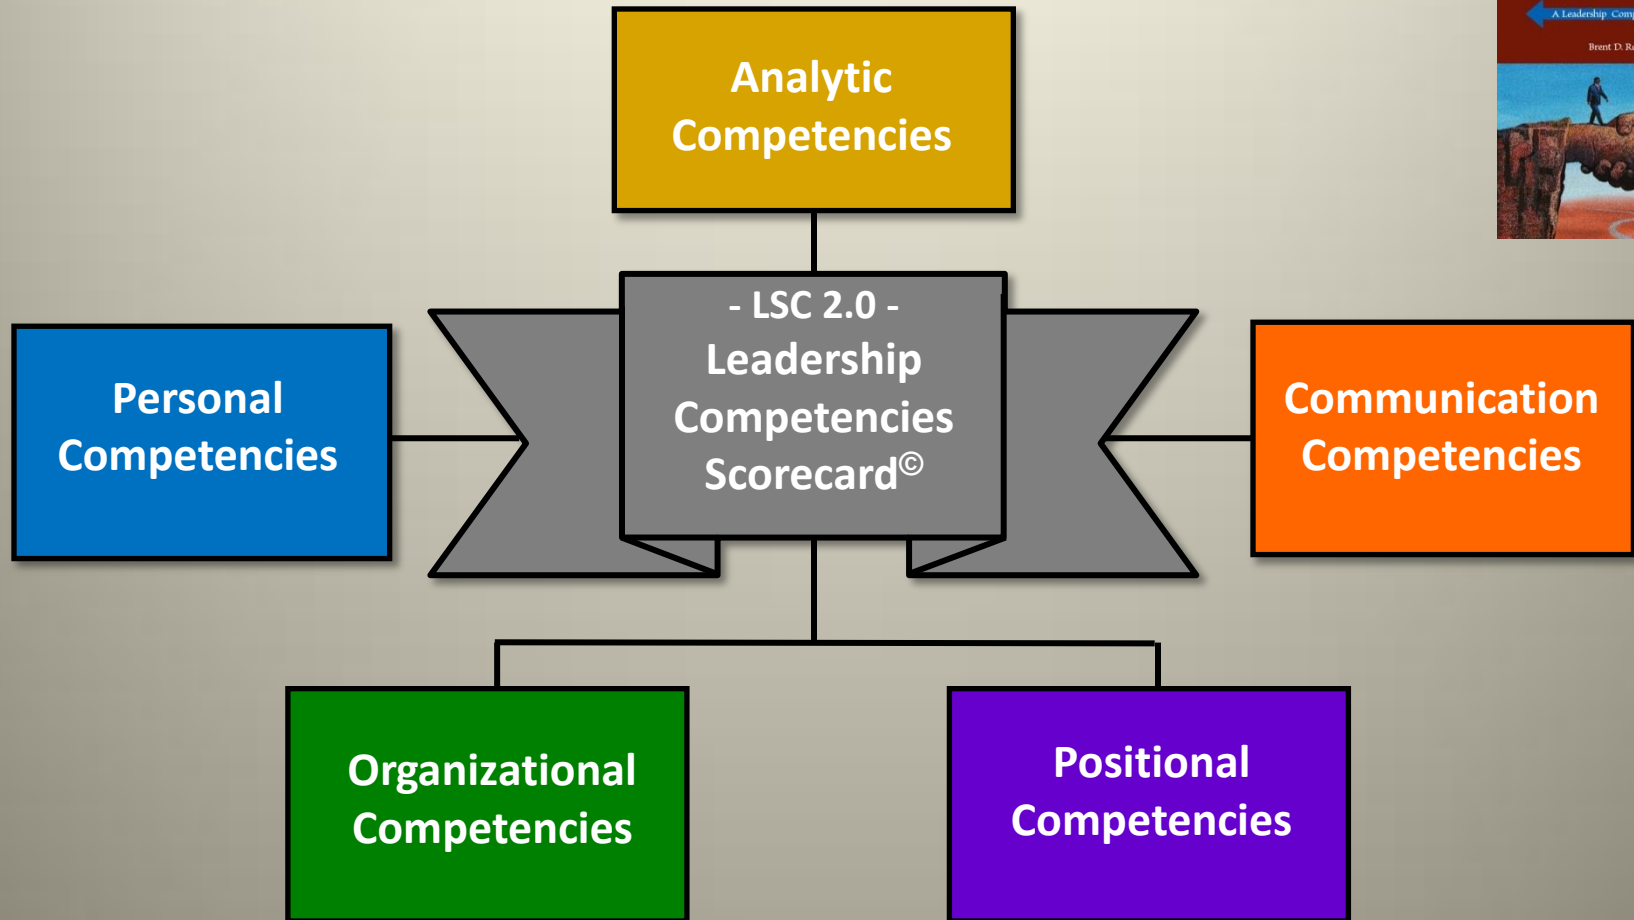 A Leadership
Brent D.
Analytic
Competencies
- LSC 2.0 -
Leadership
Competencies
Scorecard©
Personal
Competencies
Communication
Competencies
Organizational
Competencies
Positional
Competencies